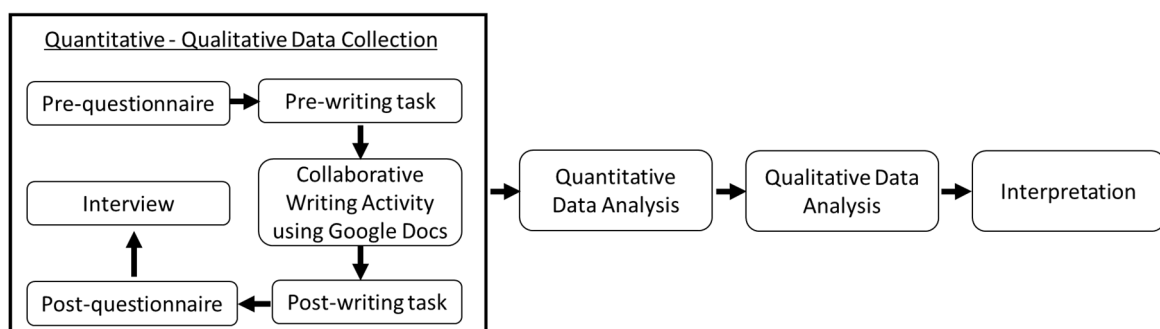 Quantitative - Qualitative Data Collection
Pre-questionnaire
Pre-writing task
Collaborative
Writing Activity
using Google Docs
Post-writing task
Post-questionnaire
Interview
Quantitative
Data Analysis
Qualitative Data
Analysis
Interpretation